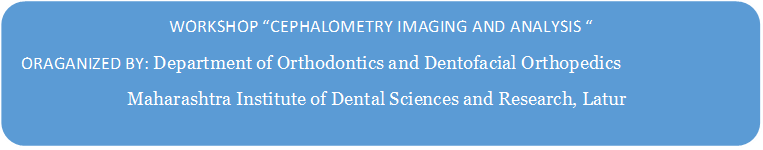 WORKSHOP “CEPHALOMETRY IMAGING AND ANALYSIS “
ORAGANIZED BY: Department of Orthodontics and Dentofacial Orthopedics
Maharashtra Institute of Dental Sciences and Research, Latur